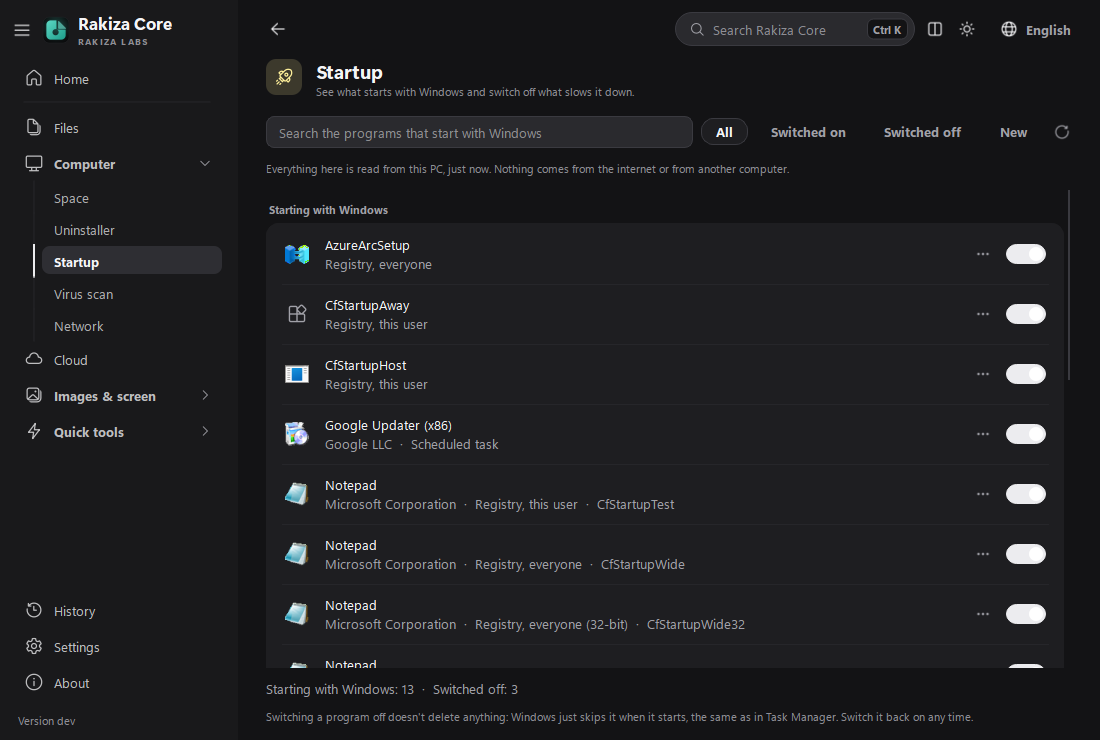 Rakiza Core
RAKIZA LABS
Search Rakiza Core
Ctrl K
English
Home
Files
Computer
Space
Uninstaller
Startup
Virus scan
Network
Cloud
Images & screen
Quick tools
History
Settings
About
Version dev
Startup
See what starts with Windows and switch off what slows it down.
Search the programs that start with Windows
All
Switched on
Switched off
New
Everything here is read from this PC, just now. Nothing comes from the internet or from another computer.
Starting with Windows
AzureArcSetup
Registry, everyone
CfStartupAway
Registry, this user
CfStartupHost
Registry, this user
Google Updater (x86)
Google LLC · Scheduled task
Notepad
Microsoft Corporation · Registry, this user · CfStartupTest
Notepad
Microsoft Corporation · Registry, everyone · CfStartupWide
Notepad
Microsoft Corporation · Registry, everyone (32-bit) · CfStartupWide32
Notepad
Starting with Windows: 13 · Switched off: 3
Switching a program off doesn't delete anything: Windows just skips it when it starts, the same as in Task Manager. Switch it back on any time.